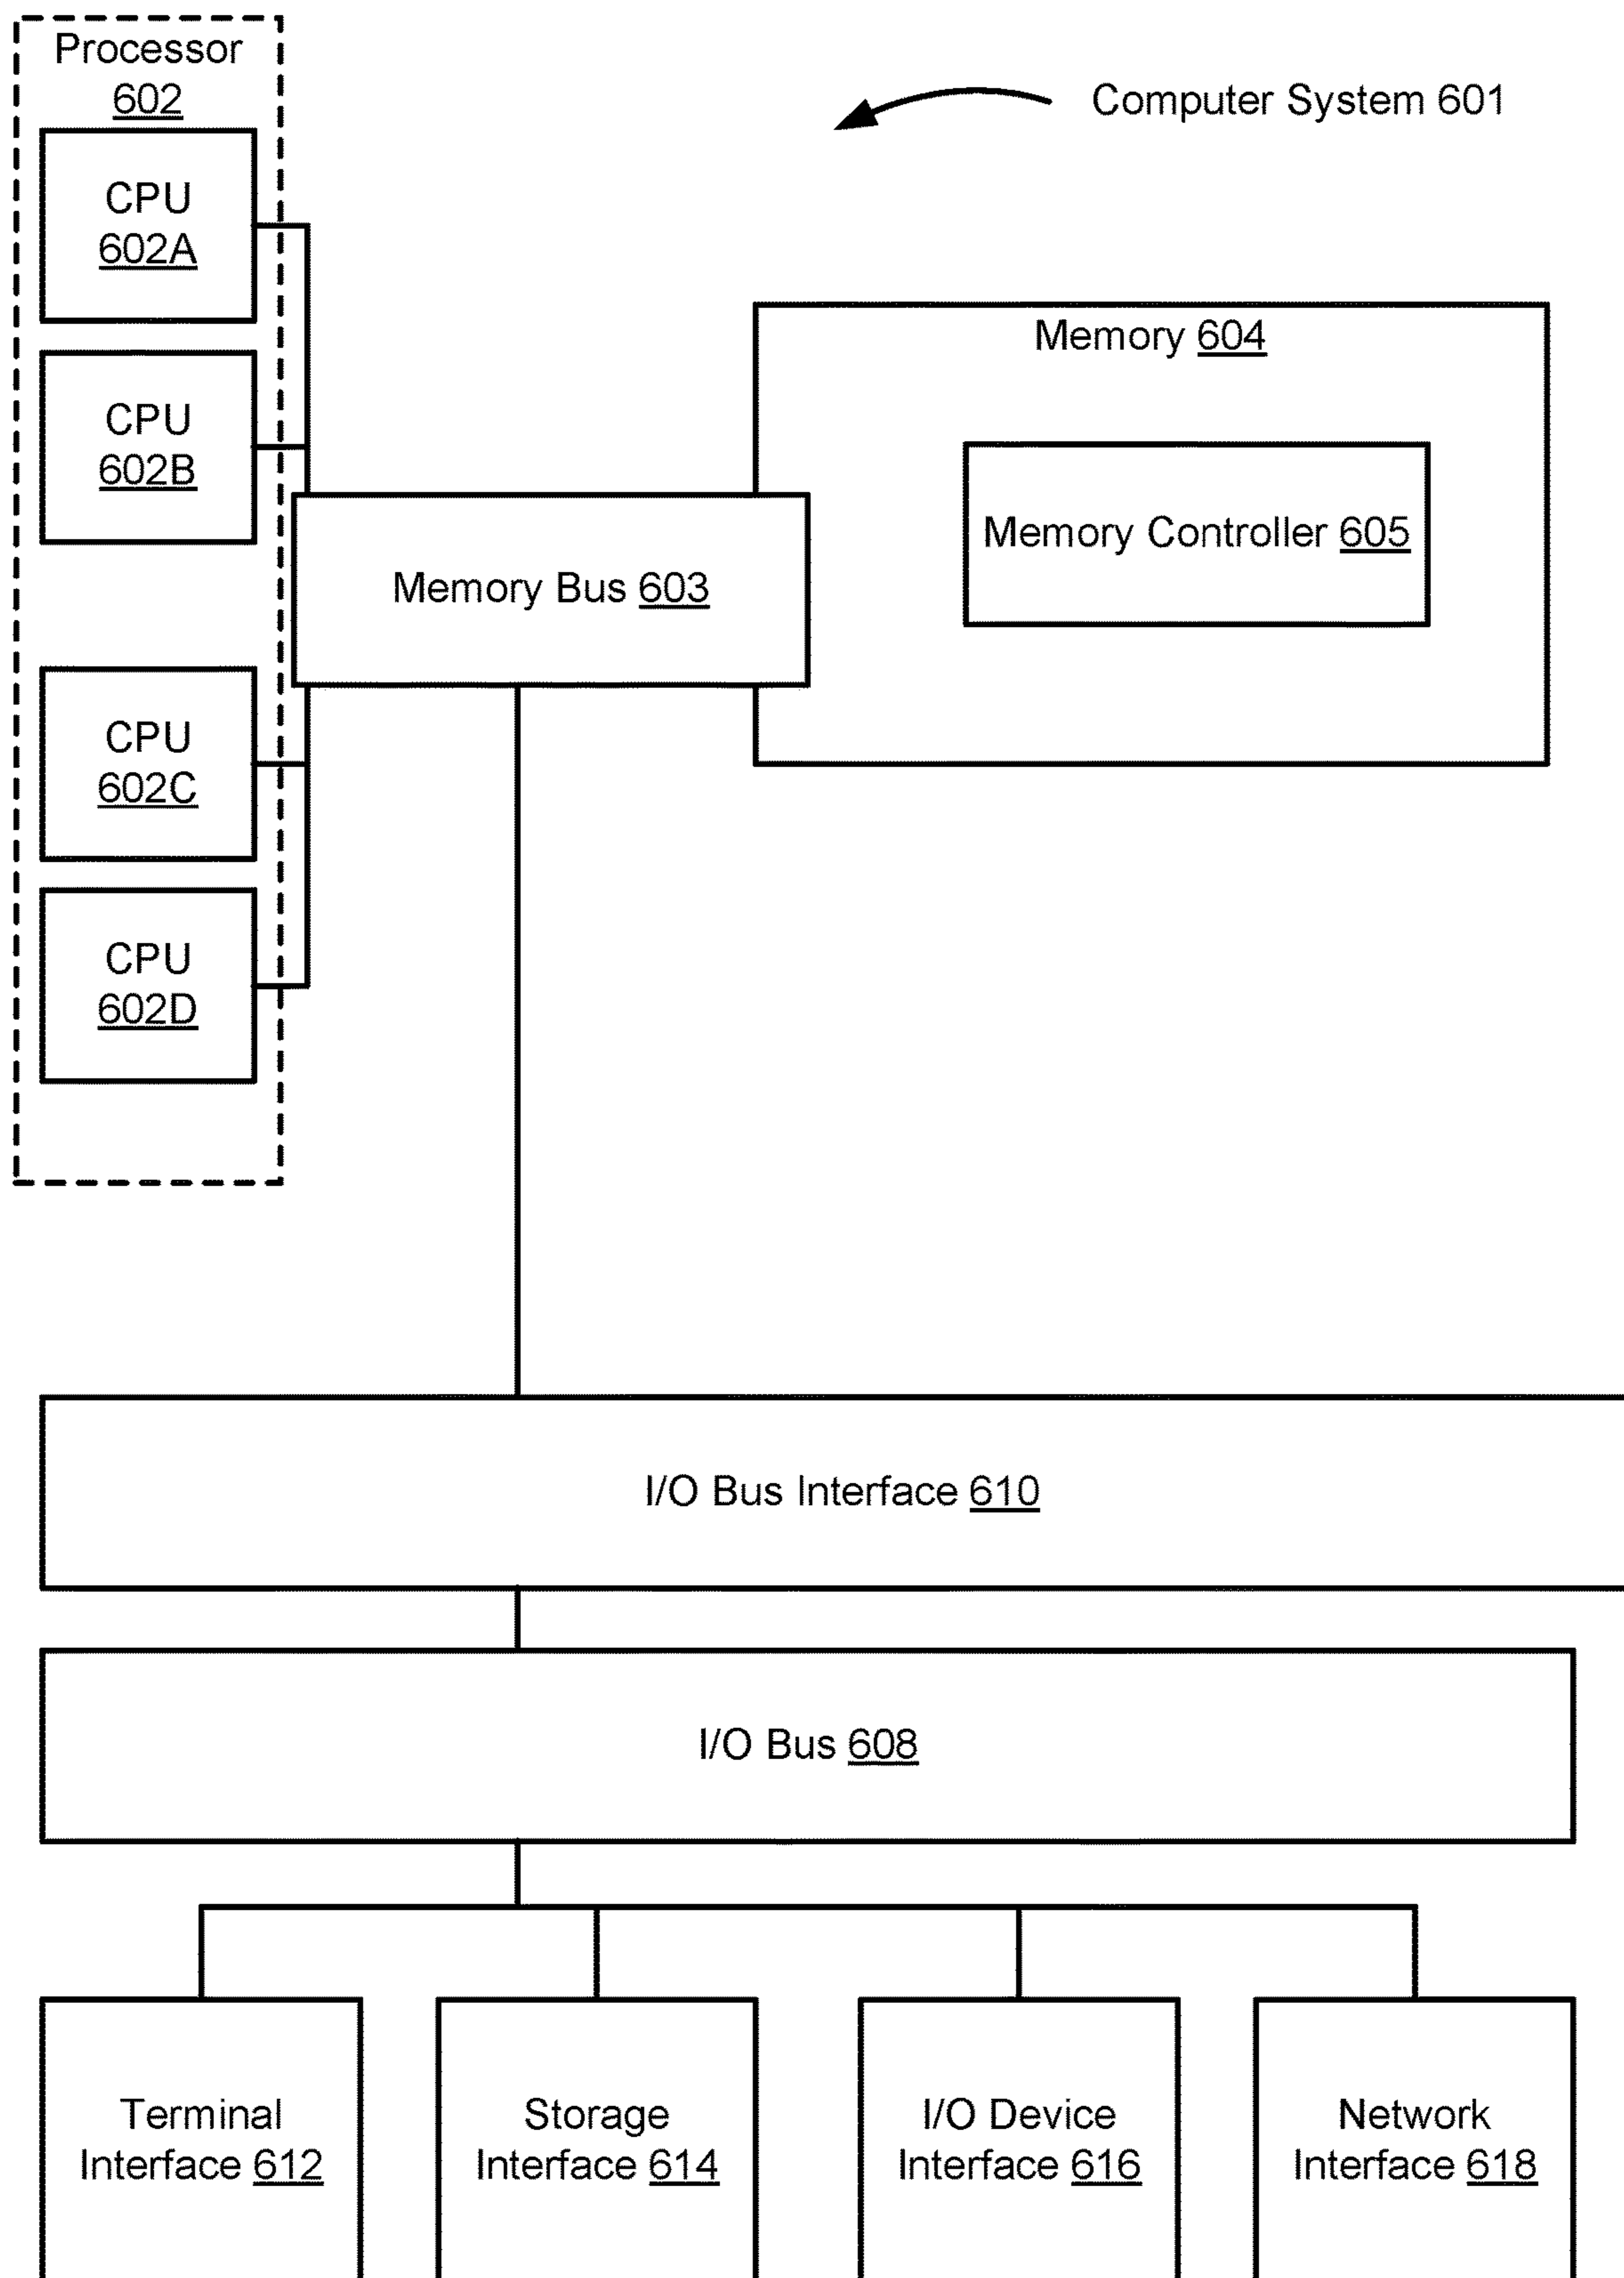 Processor
602
Computer System 601
CPU
602A
CPU
602B
Memory 604
Memory Controller 605
Memory Bus 603
CPU
602C
CPU
602D
I/O Bus Interface 610
I/O Bus 608
Terminal
Interface 612
Storage
Interface 614
I/O Device
Interface 616
Network
Interface 618